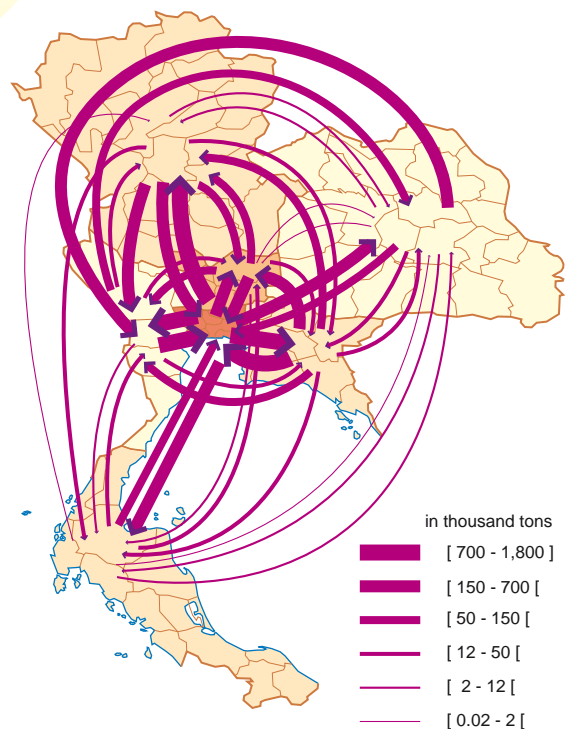 in thousand tons
[ 700 - 1,800 ]
[ 150 - 700 [
[ 50 - 150 [
[ 12 - 50 [
[ 2 - 12 [
[ 0.02 - 2 [